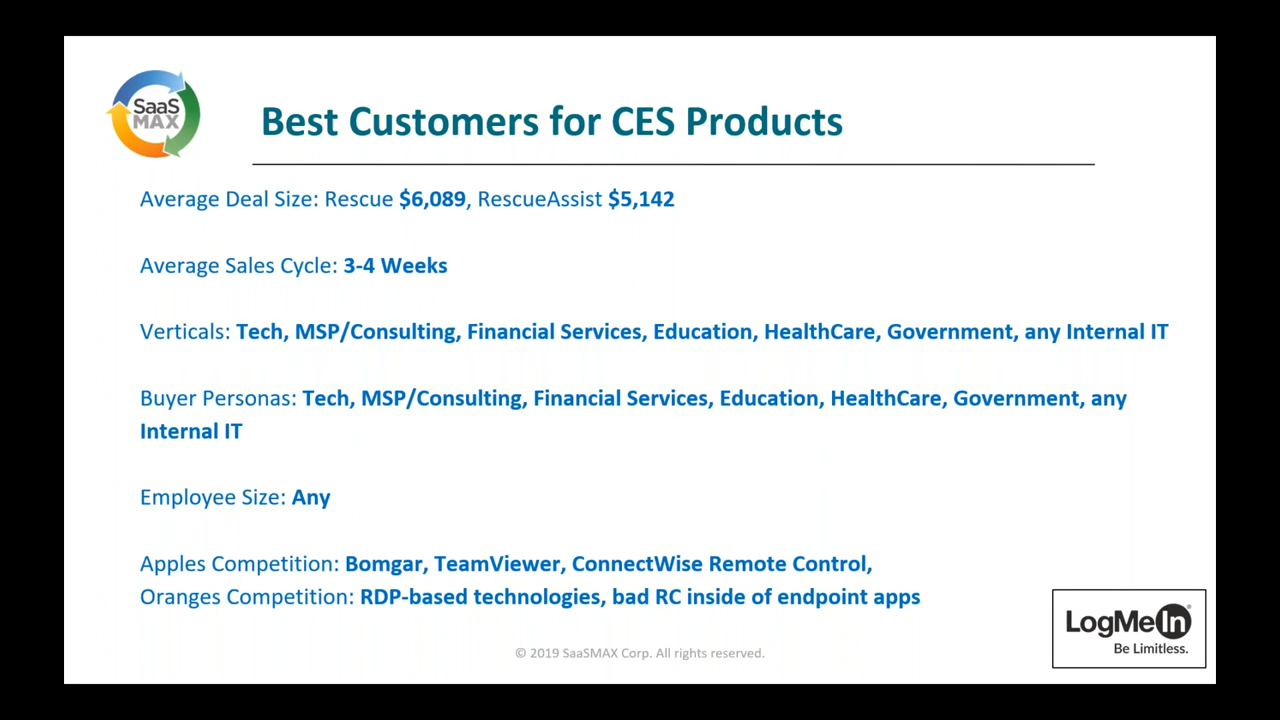 SaaS
MAX
Best Customers for CES Products
Average Deal Size: Rescue $6,089, RescueAssist $5,142
Average Sales Cycle: 3-4 Weeks
Verticals: Tech, MSP/Consulting, Financial Services, Education, HealthCare, Government, any Internal IT
Buyer Personas: Tech, MSP/Consulting, Financial Services, Education, HealthCare, Government, any
Internal IT
Employee Size: Any
Apples Competition: Bomgar, TeamViewer, ConnectWise Remote Control,
Oranges Competition: RDP-based technologies, bad RC inside of endpoint apps
© 2019 SaaSMAX Corp. All rights reserved.
LogMeIn®
Be Limitless.